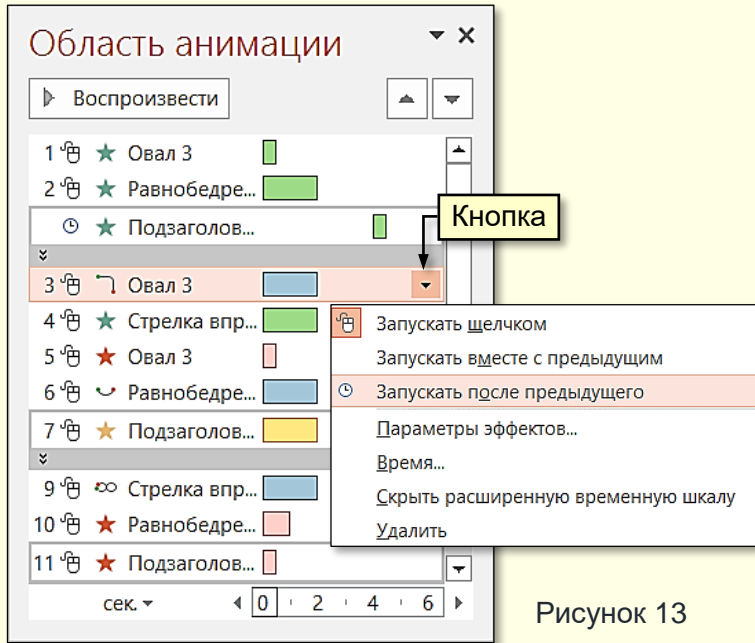 Область анимации
Воспроизвести
1 Овал 3
2 Равнобедре...
Подзаголов...
Кнопка
3 Овал 3
4 Стрелка впр...
5 Овал 3
6 Равнобедре...
7 Подзаголов...
9 Стрелка впр...
10 Равнобедре...
11 Подзаголов...
Запускать щелчком
Запускать вместе с предыдущим
Запускать после предыдущего
Параметры эффектов...
Время...
Скрыть расширенную временную шкалу
Удалить
сек. 0 2 4 6
Рисунок 13